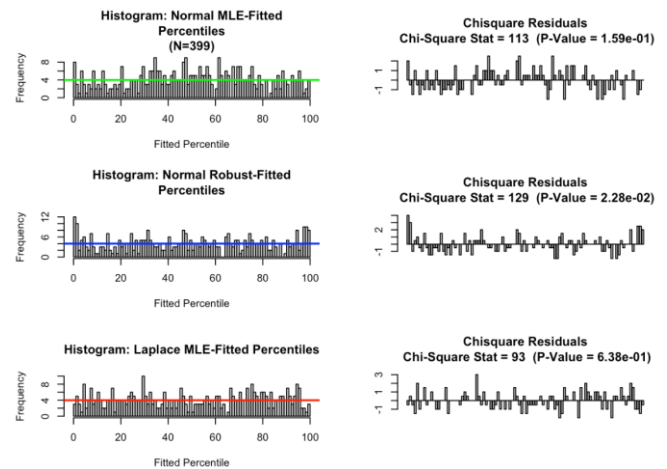 Histogram: Normal MLE-Fitted
Percentiles
(N=399)
Frequency
8
4
0
0 20 40 60 80 100
Fitted Percentile
Chisquare Residuals
Chi-Square Stat = 113 (P-Value = 1.59e-01)
1
-1
Histogram: Normal Robust-Fitted
Percentiles
Frequency
12
6
0
0 20 40 60 80 100
Fitted Percentile
Chisquare Residuals
Chi-Square Stat = 129 (P-Value = 2.28e-02)
2
-1
Histogram: Laplace MLE-Fitted Percentiles
Frequency
8
4
0
0 20 40 60 80 100
Fitted Percentile
Chisquare Residuals
Chi-Square Stat = 93 (P-Value = 6.38e-01)
3
1
-1